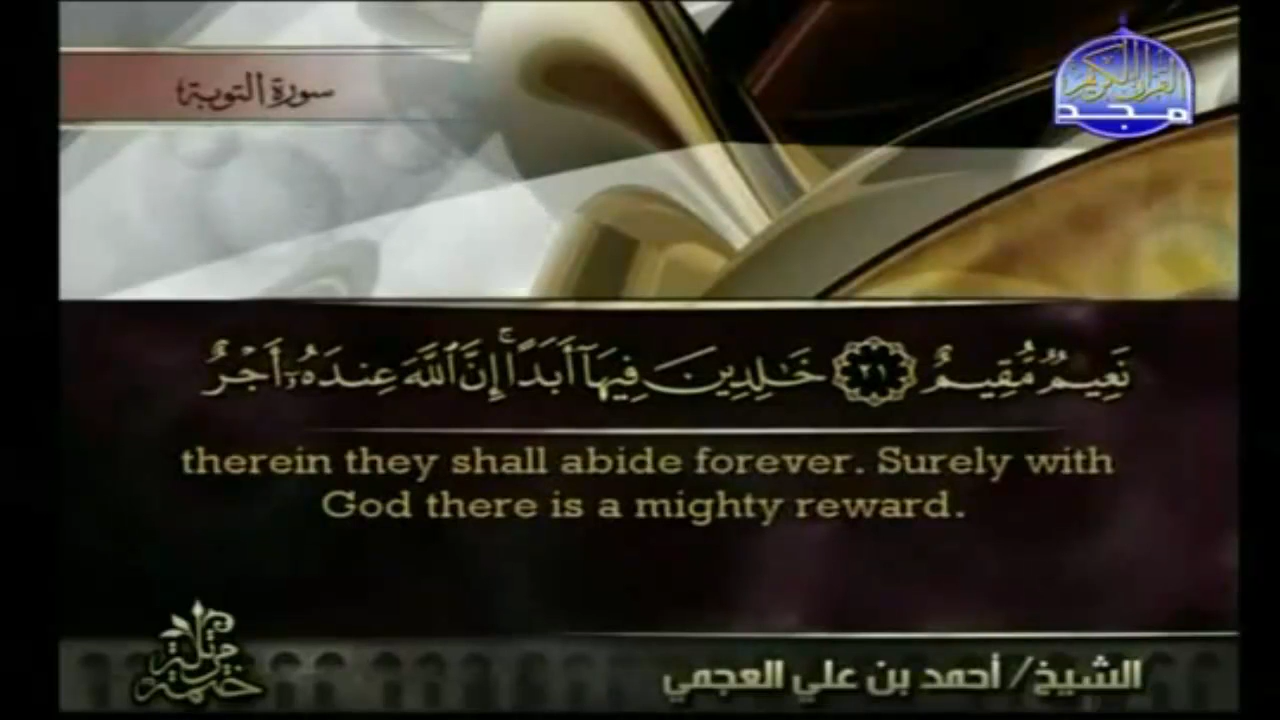 سورة التوبة
القرآن الكريم
مجد
نَعِيمٌ مُّقِيمٌ ٢١ خَـٰلِدِينَ فِيهَآ أَبَدًا ۚ إِنَّ ٱللَّهَ عِندَهُۥٓ أَجْرٌ
therein they shall abide forever. Surely with
God there is a mighty reward.
ختمة مرتلة
الشيخ/ أحمد بن علي العجمي